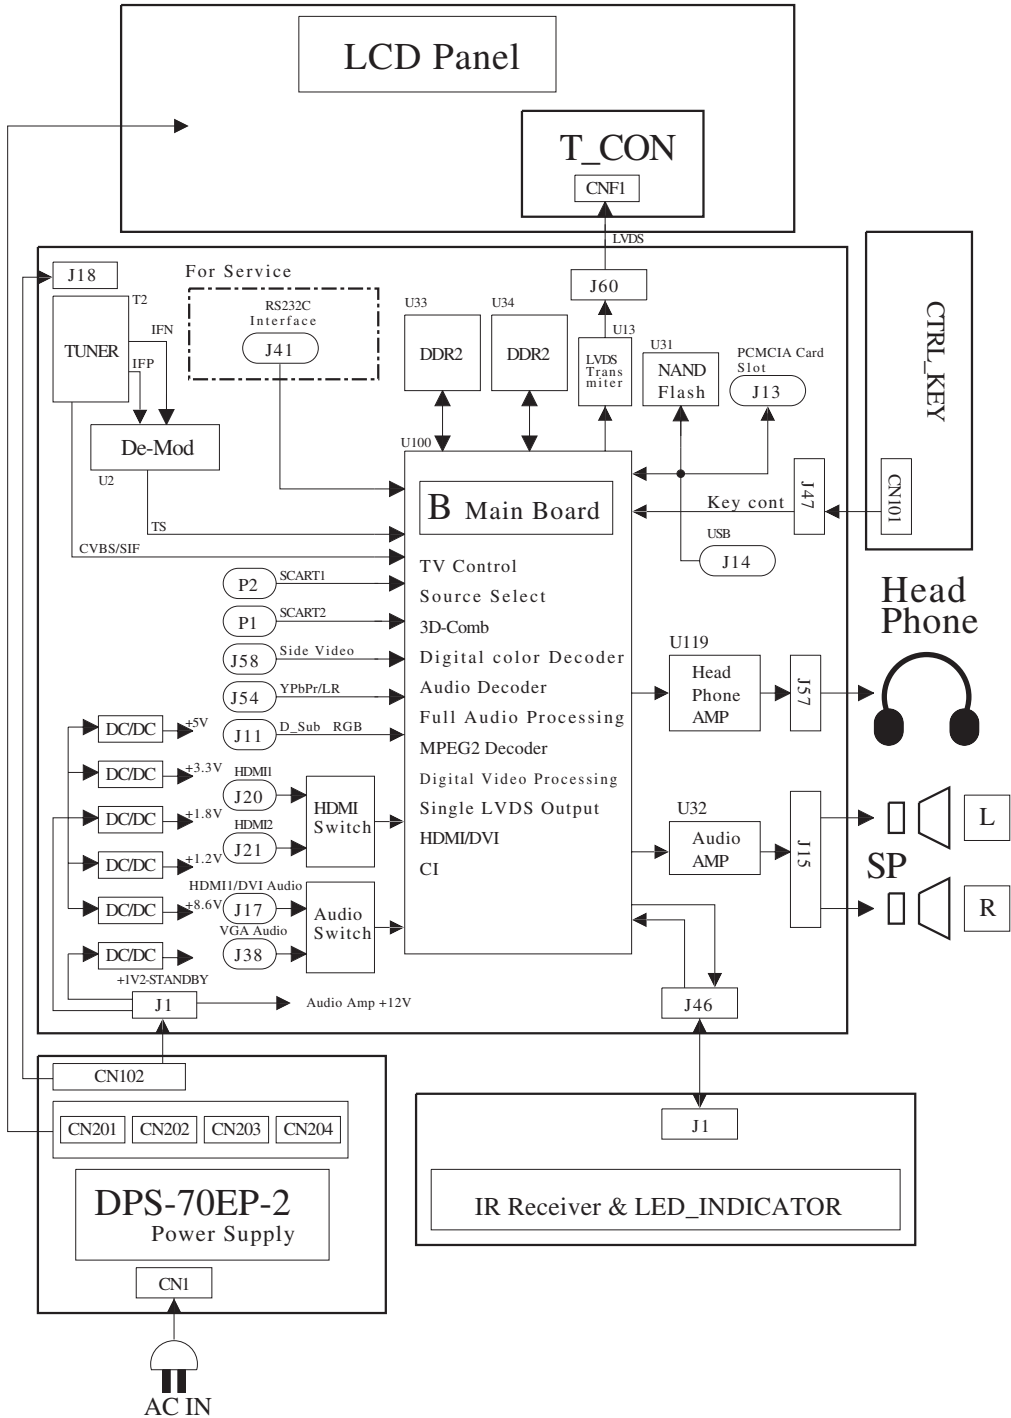 LCD Panel
T_CON
CNF1
LVDS
J18
For Service
RS232C
Interface
J41
T2
TUNER
IFN
IFP
De-Mod
U2
TS
CVBS/SIF
U33
DDR2
U34
DDR2
J60
U13
LVDS
Trans
miter
U31
NAND
Flash
PCMCIA Card
Slot
J13
CTRL_KEY
CN101
J47
Key cont
USB
J14
U100
B Main Board
TV Control
Source Select
3D-Comb
Digital color Decoder
Audio Decoder
Full Audio Processing
MPEG2 Decoder
Digital Video Processing
Single LVDS Output
HDMI/DVI
CI
P2
SCART1
P1
SCART2
J58
Side Video
J54
YPbPr/LR
J11
D_Sub RGB
HDMI1
J20
HDMI2
J21
HDMI
Switch
HDMI1/DVI Audio
J17
VGA Audio
J38
Audio
Switch
DC/DC
+5V
DC/DC
+3.3V
DC/DC
+1.8V
DC/DC
+1.2V
DC/DC
+8.6V
DC/DC
+1V2-STANDBY
J1
Audio Amp +12V
U119
Head
Phone
AMP
J57
Head
Phone
U32
Audio
AMP
J15
SP
L
R
J46
J1
IR Receiver & LED_INDICATOR
CN102
CN201
CN202
CN203
CN204
DPS-70EP-2
Power Supply
CN1
AC IN